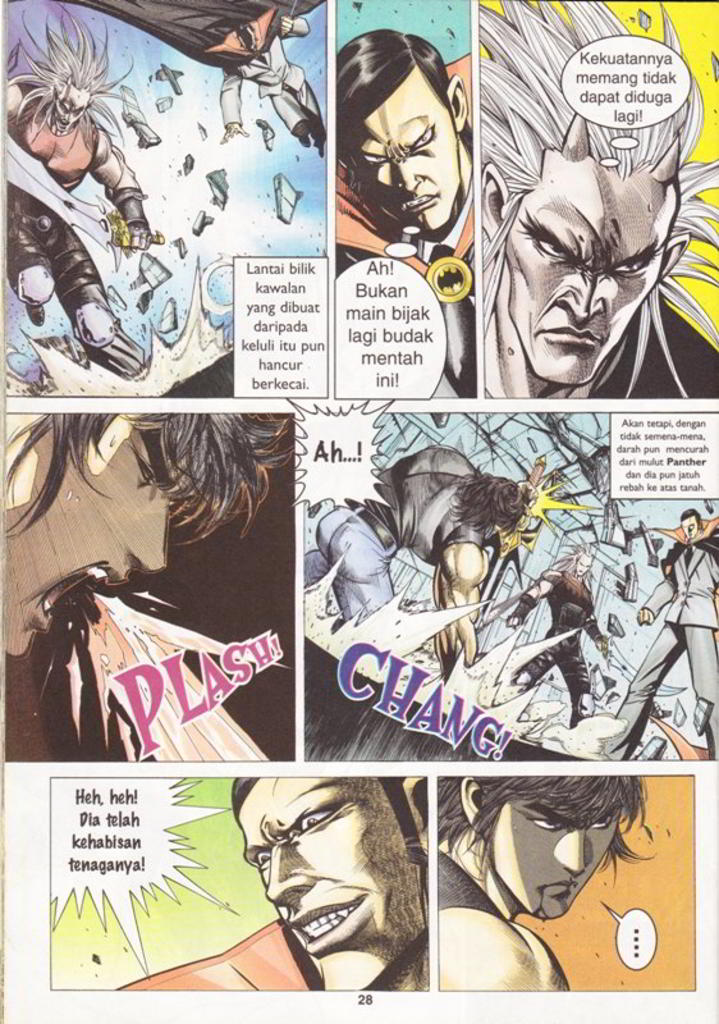 Lantai bilik
kawalan
yang dibuat
daripada
keluli itu pun
hancur
berkecai.
Ah!
Bukan
main bijak
lagi budak
mentah
ini!
Kekuatannya
memang tidak
dapat diduga
lagi!
PLASH!
Ah...!
Akan tetapi, dengan
tidak semena-mena,
darah pun mencurah
dari mulut Panther
dan dia pun jatuh
rebah ke atas tanah.
CHANG!
Heh, heh!
Dia telah
kehabisan
tenaganya!
....
28